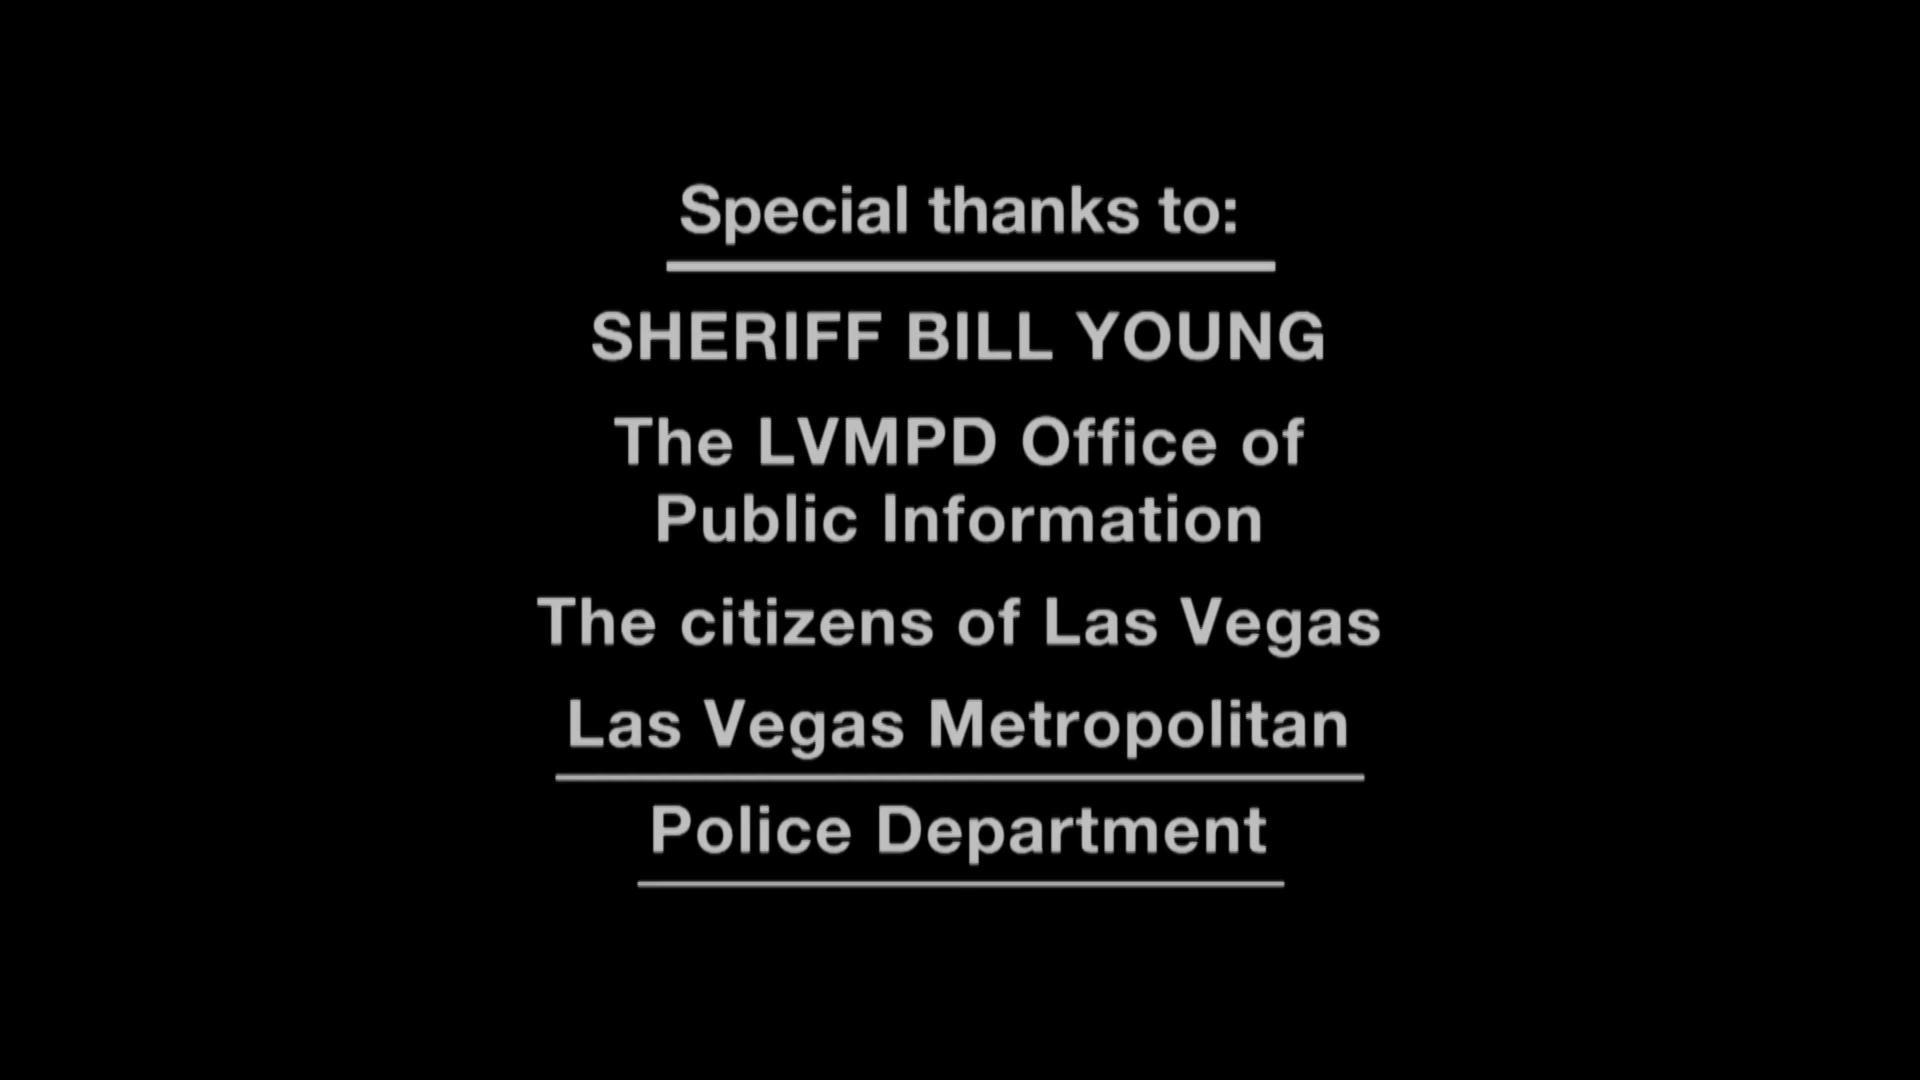 Special thanks to:
SHERIFF BILL YOUNG
The LVMPD Office of
Public Information
The citizens of Las Vegas
Las Vegas Metropolitan
Police Department